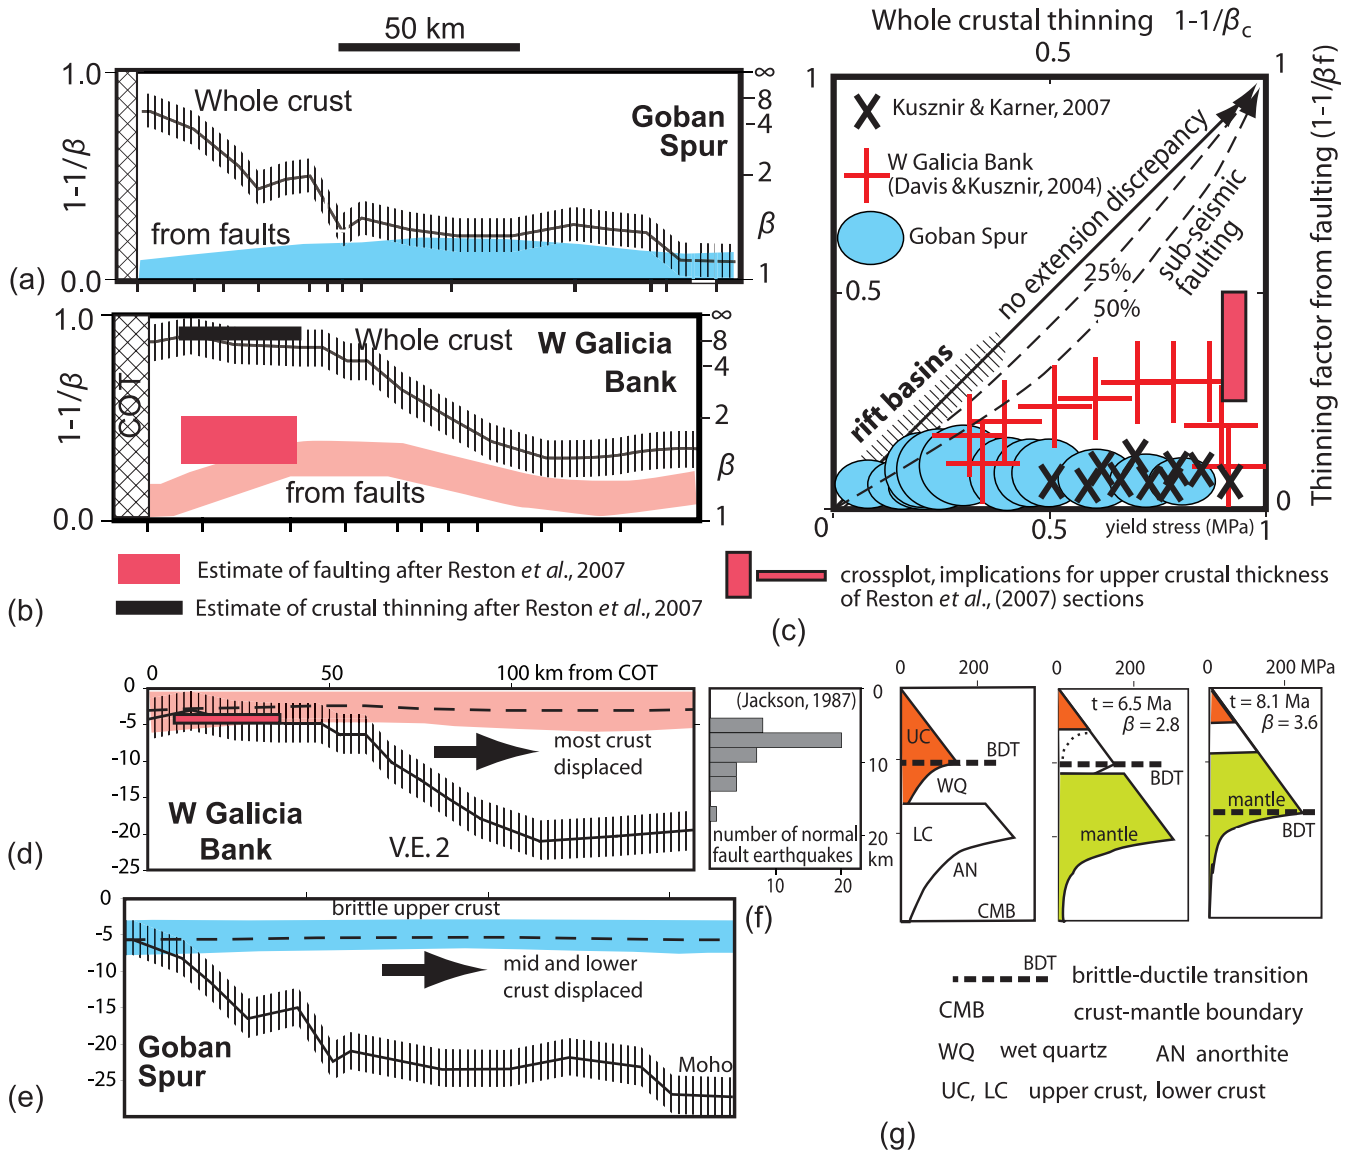 50 km
1.0
Whole crust
Goban
Spur
1-1/β
from faults
0.0
∞
8
4
2
β
1
(a)
1.0
Whole crust
W Galicia
Bank
COT
1-1/β
from faults
0.0
∞
8
4
2
β
1
Estimate of faulting after Reston et al., 2007
Estimate of crustal thinning after Reston et al., 2007
(b)
Whole crustal thinning 1-1/βc
0.5
1
1
Kusznir & Karner, 2007
W Galicia Bank
(Davis & Kusznir, 2004)
Goban Spur
no extension discrepancy
25%
50%
sub-seismic
faulting
rift basins
0.5
Thinning factor from faulting (1-1/βf)
0
0
0.5
yield stress (MPa)
1
crossplot, implications for upper crustal thickness
of Reston et al., (2007) sections
(c)
0
50
100 km from COT
0
-5
-10
-15
-20
-25
most crust
displaced
W Galicia
Bank
V.E. 2
(d)
(Jackson, 1987)
0
10
20
km
number of normal
fault earthquakes
10
20
(f)
0
-5
-10
-15
-20
-25
brittle upper crust
mid and lower
crust displaced
Goban
Spur
Moho
(e)
0
200
UC
BDT
WQ
LC
AN
CMB
0
200
t = 6.5 Ma
β = 2.8
BDT
mantle
0
200 MPa
t = 8.1 Ma
β = 3.6
mantle
BDT
BDT
brittle-ductile transition
CMB crust-mantle boundary
WQ wet quartz AN anorthite
UC, LC upper crust, lower crust
(g)